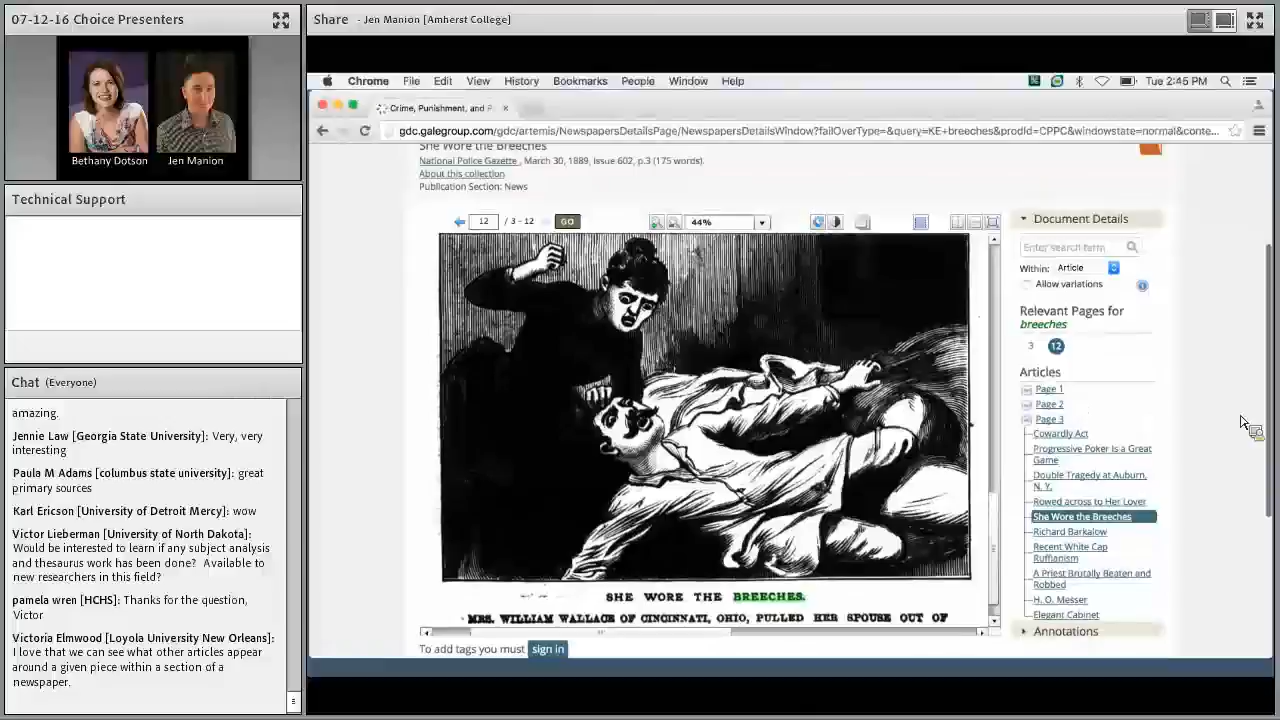 07-12-16 Choice Presenters
Bethany Dotson
Jen Manion
Technical Support
Chat (Everyone)
amazing.
Jennie Law [Georgia State University]: Very, very
interesting
Paula M Adams [columbus state university]: great
primary sources
Karl Ericson [University of Detroit Mercy]: wow
Victor Lieberman [University of North Dakota]:
Would be interested to learn if any subject analysis
and thesaurus work has been done? Available to
new researchers in this field?
pamela wren [HCHS]: Thanks for the question,
Victor
Victoria Elmwood [Loyola University New Orleans]:
I love that we can see what other articles appear
around a given piece within a section of a
newspaper.
Share - Jen Manion [Amherst College]
Chrome File Edit View History Bookmarks People Window Help
Tue 2:45 PM
Crime, Punishment, and P
gdc.galegroup.com/gdc/artemis/NewspapersDetailsPage/NewspapersDetailsWindow?failOverType=&query=KE+breeches&prodId=CPPC&windowstate=normal&conte...
She Wore the Breeches
National Police Gazette , March 30, 1889, Issue 602, p.3 (175 words).
About this collection
Publication Section: News
12 / 3 - 12 GO 44%
SHE WORE THE BREECHES.
MRS. WILLIAM WALLACE OF CINCINNATI, OHIO, PULLED HER SPOUSE OUT OF
To add tags you must sign in
Document Details
Enter search term
Within: Article
Allow variations
Relevant Pages for
breeches
3 12
Articles
Page 1
Page 2
Page 3
Cowardly Act
Progressive Poker Is a Great
Game
Double Tragedy at Auburn,
N. Y.
Rowed across to Her Lover
She Wore the Breeches
Richard Barkalow
Recent White Cap
Ruffianism
A Priest Brutally Beaten and
Robbed
H. O. Messer
Elegant Cabinet
Annotations